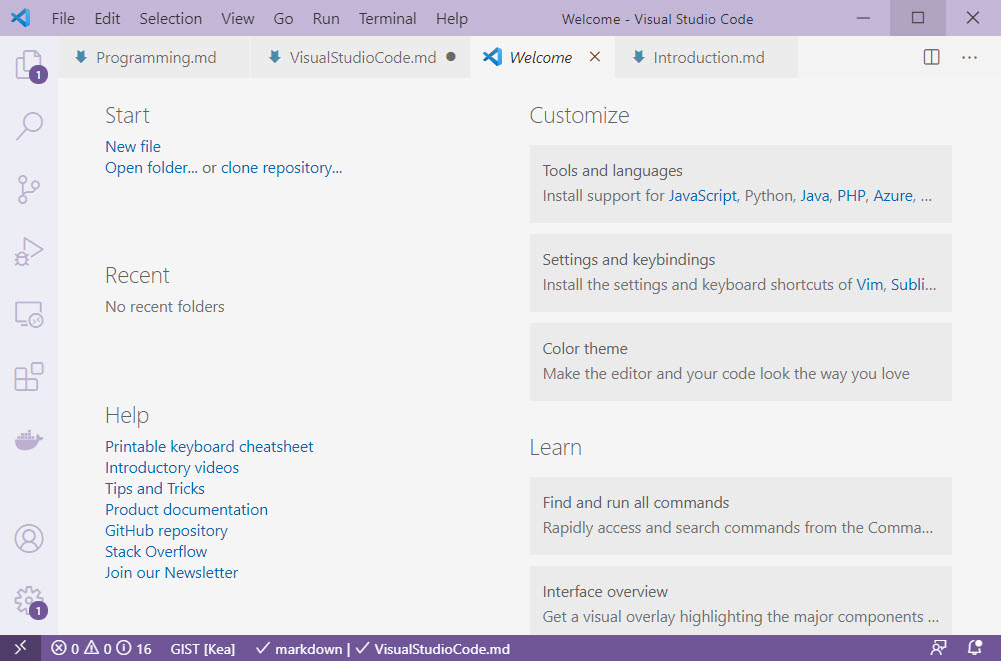 File Edit Selection View Go Run Terminal Help Welcome - Visual Studio Code
Programming.md VisualStudioCode.md Welcome Introduction.md
1
Start
New file
Open folder... or clone repository...
Recent
No recent folders
Help
Printable keyboard cheatsheet
Introductory videos
Tips and Tricks
Product documentation
GitHub repository
Stack Overflow
Join our Newsletter
Customize
Tools and languages
Install support for JavaScript, Python, Java, PHP, Azure, ...
Settings and keybindings
Install the settings and keyboard shortcuts of Vim, Subli...
Color theme
Make the editor and your code look the way you love
Learn
Find and run all commands
Rapidly access and search commands from the Comma...
Interface overview
Get a visual overlay highlighting the major components ...
1
0 0 16 GIST [Kea] markdown | VisualStudioCode.md